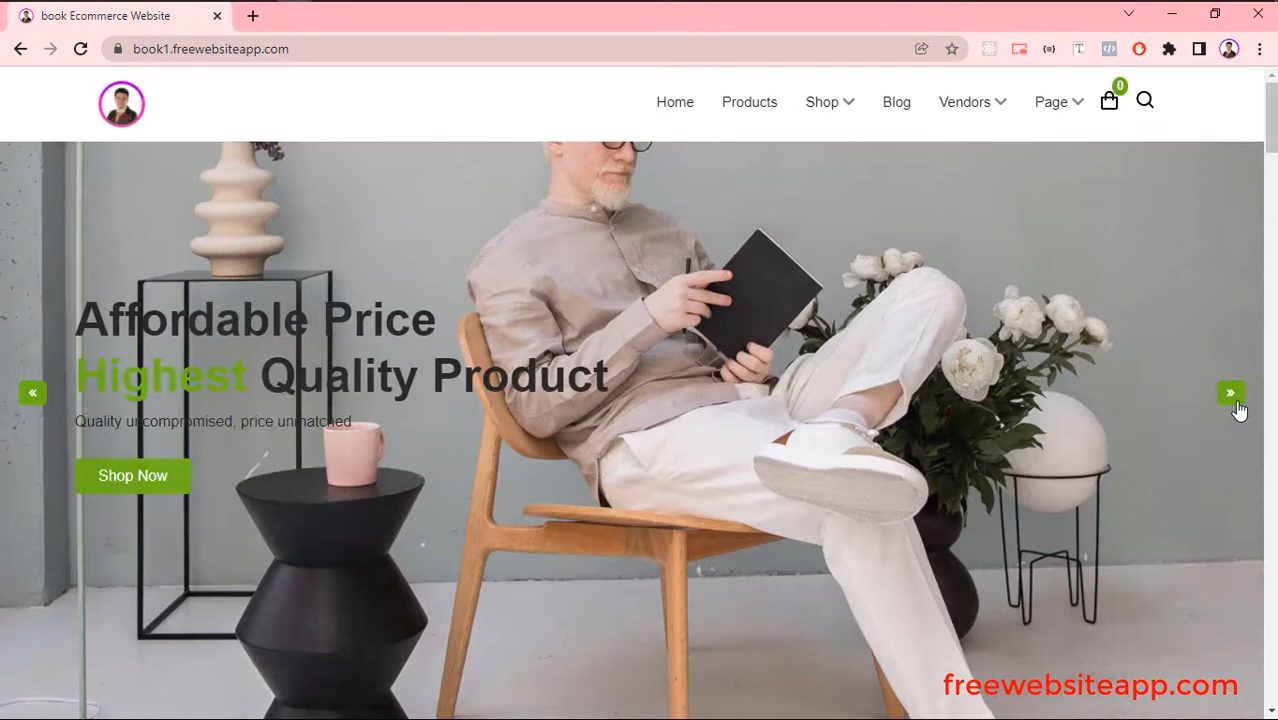 book Ecommerce Website
book1.freewebsiteapp.com
Home Products Shop Blog Vendors Page 0
Affordable Price
Highest Quality Product
Quality uncompromised, price unmatched
Shop Now
freewebsiteapp.com